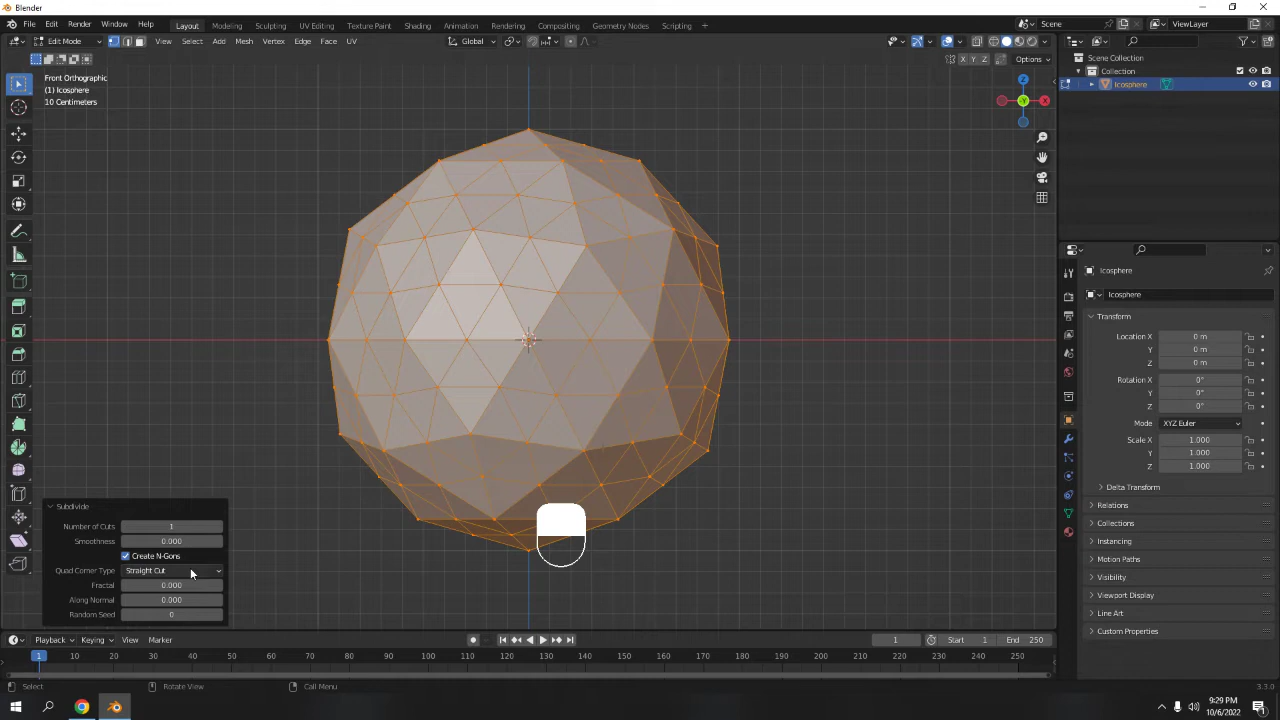 Blender
File Edit Render Window Help
Layout Modeling Sculpting UV Editing Texture Paint Shading Animation Rendering Compositing Geometry Nodes Scripting +
Scene
ViewLayer
Edit Mode
View Select Add Mesh Vertex Edge Face UV
Global
X Y Z Options
Front Orthographic
(1) Icosphere
10 Centimeters
Z
Y
X
Scene Collection
Collection
Icosphere
Icosphere
Icosphere
Transform
Location X 0 m
Y 0 m
Z 0 m
Rotation X 0°
Y 0°
Z 0°
Mode XYZ Euler
Scale X 1.000
Y 1.000
Z 1.000
Delta Transform
Relations
Collections
Instancing
Motion Paths
Visibility
Viewport Display
Line Art
Custom Properties
Subdivide
Number of Cuts 1
Smoothness 0.000
Create N-Gons
Quad Corner Type Straight Cut
Fractal 0.000
Along Normal 0.000
Random Seed 0
Playback Keying View Marker
1 Start 1 End 250
1 10 20 30 40 50 60 70 80 90 100 110 120 130 140 150 160 170 180 190 200 210 220 230 240 250
Select Rotate View Call Menu
3.3.0
9:29 PM
10/6/2022